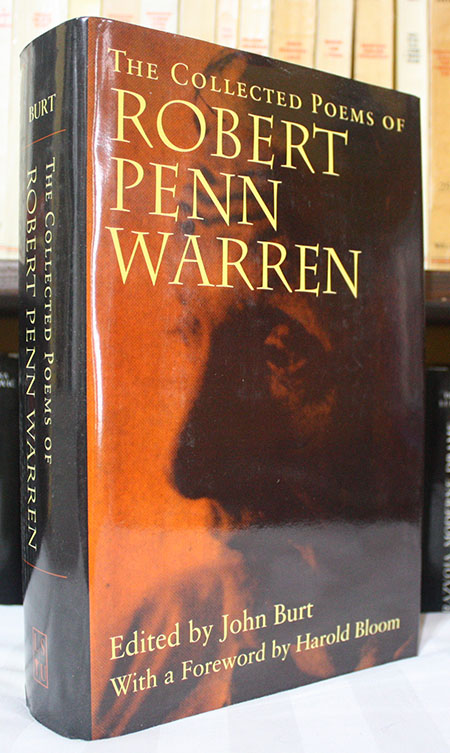 The Collected Poems of
ROBERT
PENN
WARREN
Edited by John Burt
With a Foreword by Harold Bloom
BURT
The Collected Poems of
ROBERT PENN WARREN